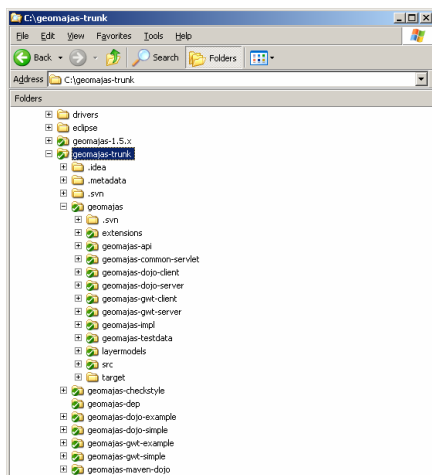 C:\geomajas-trunk
File Edit View Favorites Tools Help
Back Search Folders
Address C:\geomajas-trunk
Folders
drivers
eclipse
geomajas-1.5.x
geomajas-trunk
.idea
.metadata
.svn
geomajas
.svn
extensions
geomajas-api
geomajas-common-servlet
geomajas-dojo-client
geomajas-dojo-server
geomajas-gwt-client
geomajas-gwt-server
geomajas-impl
geomajas-testdata
layermodels
src
target
geomajas-checkstyle
geomajas-dep
geomajas-dojo-example
geomajas-dojo-simple
geomajas-gwt-example
geomajas-gwt-simple
geomajas-maven-dojo